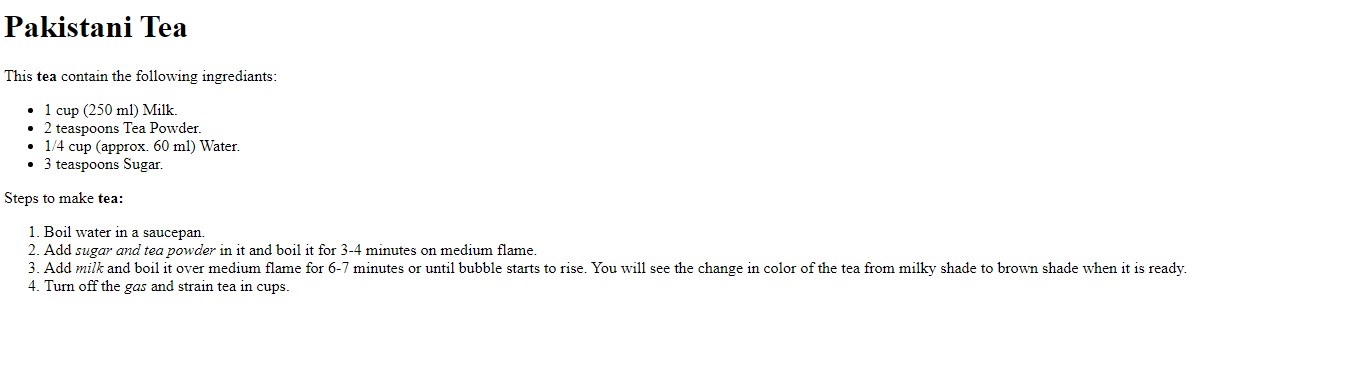 Pakistani Tea
This tea contain the following ingrediants:
• 1 cup (250 ml) Milk.
• 2 teaspoons Tea Powder.
• 1/4 cup (approx. 60 ml) Water.
• 3 teaspoons Sugar.
Steps to make tea:
1. Boil water in a saucepan.
2. Add sugar and tea powder in it and boil it for 3-4 minutes on medium flame.
3. Add milk and boil it over medium flame for 6-7 minutes or until bubble starts to rise. You will see the change in color of the tea from milky shade to brown shade when it is ready.
4. Turn off the gas and strain tea in cups.